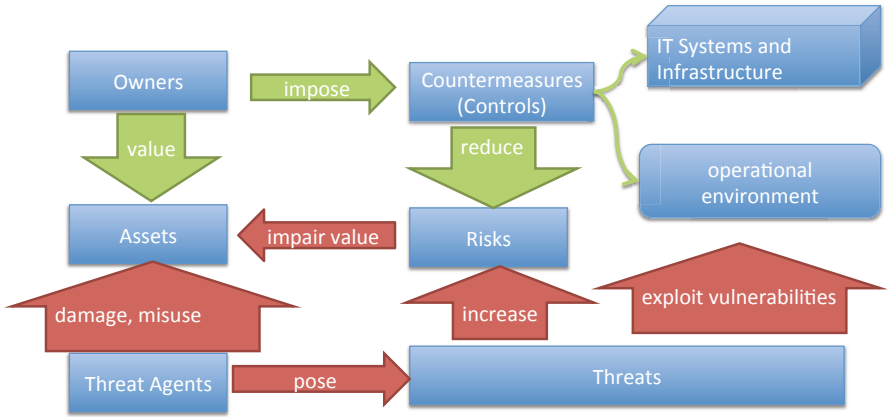 Owners
impose
Countermeasures
(Controls)
IT Systems and
Infrastructure
value
reduce
operational
environment
Assets
impair value
Risks
damage, misuse
increase
exploit vulnerabilities
Threat Agents
pose
Threats